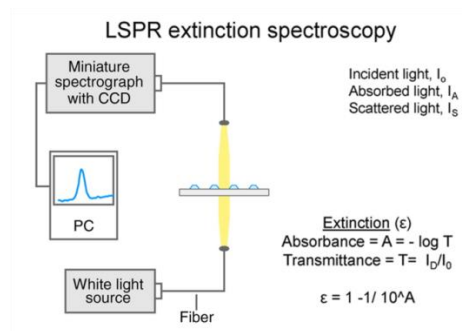 LSPR extinction spectroscopy
Miniature
spectrograph
with CCD
Incident light, Io
Absorbed light, IA
Scattered light, IS
PC
Extinction (ε)
Absorbance = A = - log T
Transmittance = T= ID/I0
White light
source
ε = 1 -1/ 10^A
Fiber